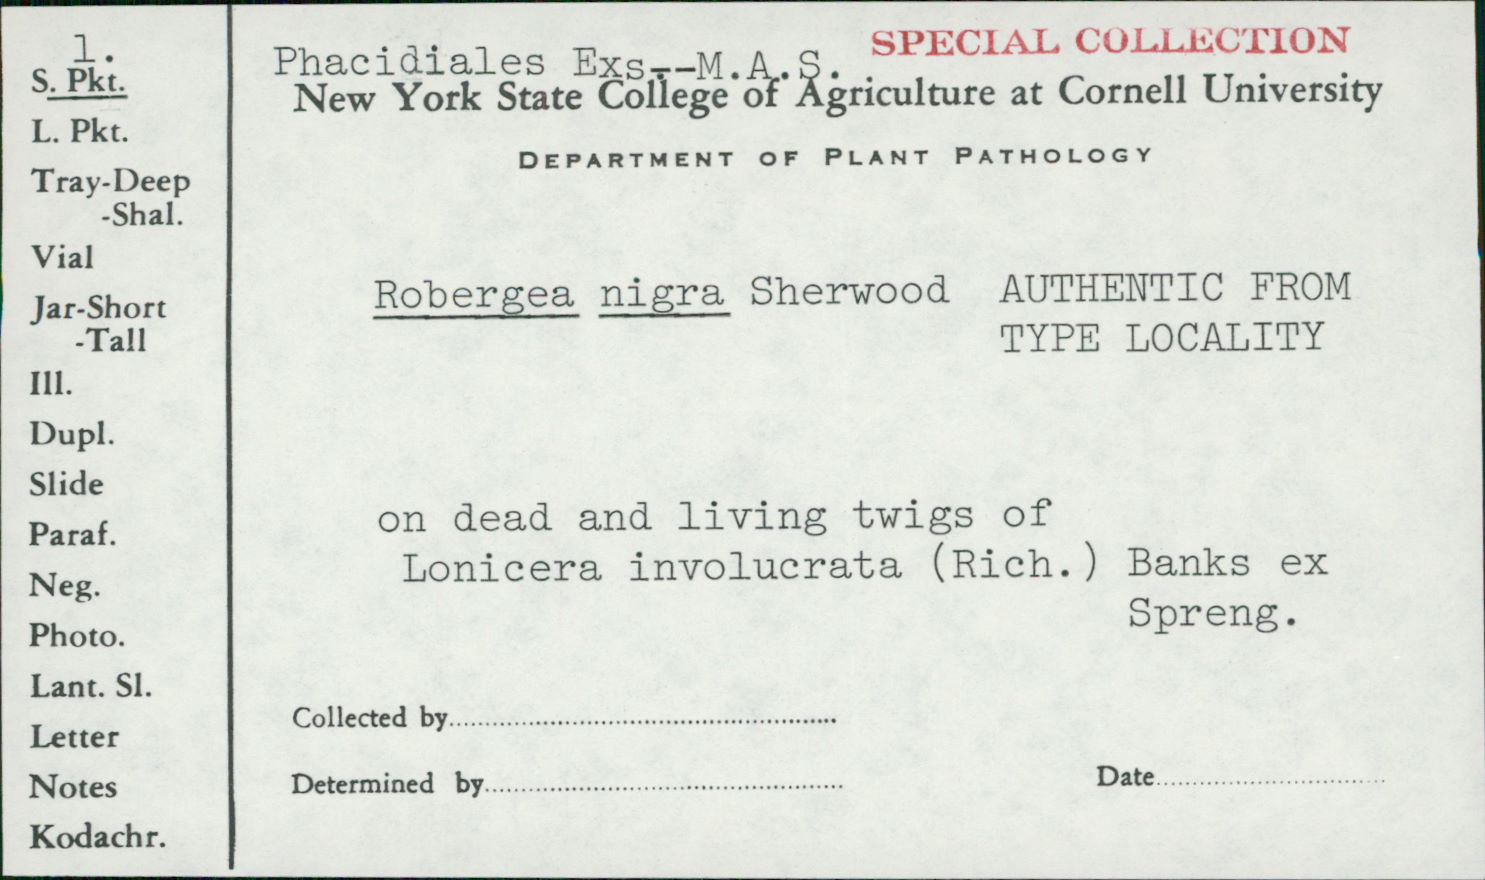 1.
S. Pkt.
L. Pkt.
Tray-Deep
-Shal.
Vial
Jar-Short
-Tall
Ill.
Dupl.
Slide
Paraf.
Neg.
Photo.
Lant. Sl.
Letter
Notes
Kodachr.
SPECIAL COLLECTION
Phacidiales Exs--M.A.S.
New York State College of Agriculture at Cornell University
DEPARTMENT OF PLANT PATHOLOGY
Robergea nigra Sherwood AUTHENTIC FROM
TYPE LOCALITY
on dead and living twigs of
Lonicera involucrata (Rich.) Banks ex
Spreng.
Collected by
Determined by
Date